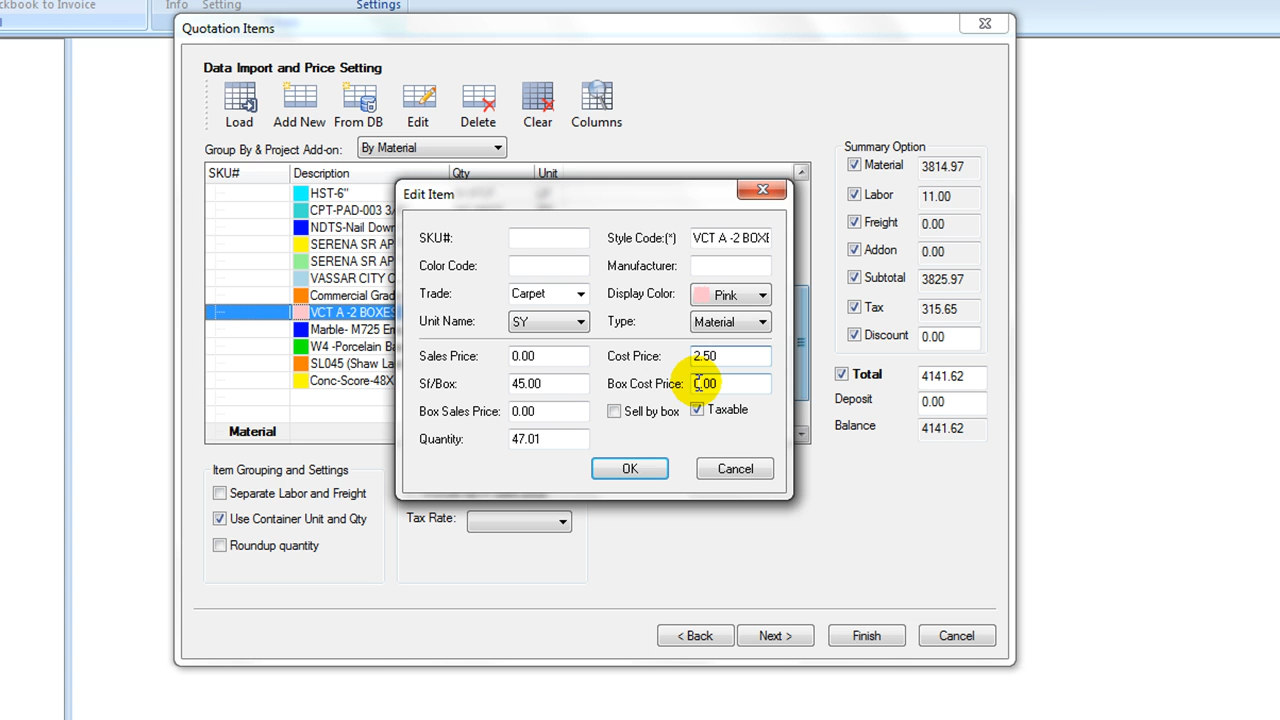 ckbook to Invoice
Info Setting
Settings
Quotation Items
Data Import and Price Setting
Load Add New From DB Edit Delete Clear Columns
Group By & Project Add-on: By Material
SKU# Description Qty Unit
HST-6"
CPT-PAD-003 3/
NDTS-Nail Down
SERENA SR AP
SERENA SR AP
VASSAR CITY C
Commercial Grad
VCT A -2 BOXES
Marble- M725 En
W4 -Porcelain Ba
SL045 (Shaw La
Conc-Score-48X
Material
Edit Item
SKU#: Style Code:(*) VCT A -2 BOXE
Color Code: Manufacturer:
Trade: Carpet Display Color: Pink
Unit Name: SY Type: Material
Sales Price: 0.00 Cost Price: 2.50
Sf/Box: 45.00 Box Cost Price: 0.00
Box Sales Price: 0.00 Sell by box Taxable
Quantity: 47.01
OK Cancel
Summary Option
Material 3814.97
Labor 11.00
Freight 0.00
Addon 0.00
Subtotal 3825.97
Tax 315.65
Discount 0.00
Total 4141.62
Deposit 0.00
Balance 4141.62
Item Grouping and Settings
Separate Labor and Freight
Use Container Unit and Qty
Roundup quantity
Tax Rate:
< Back Next > Finish Cancel